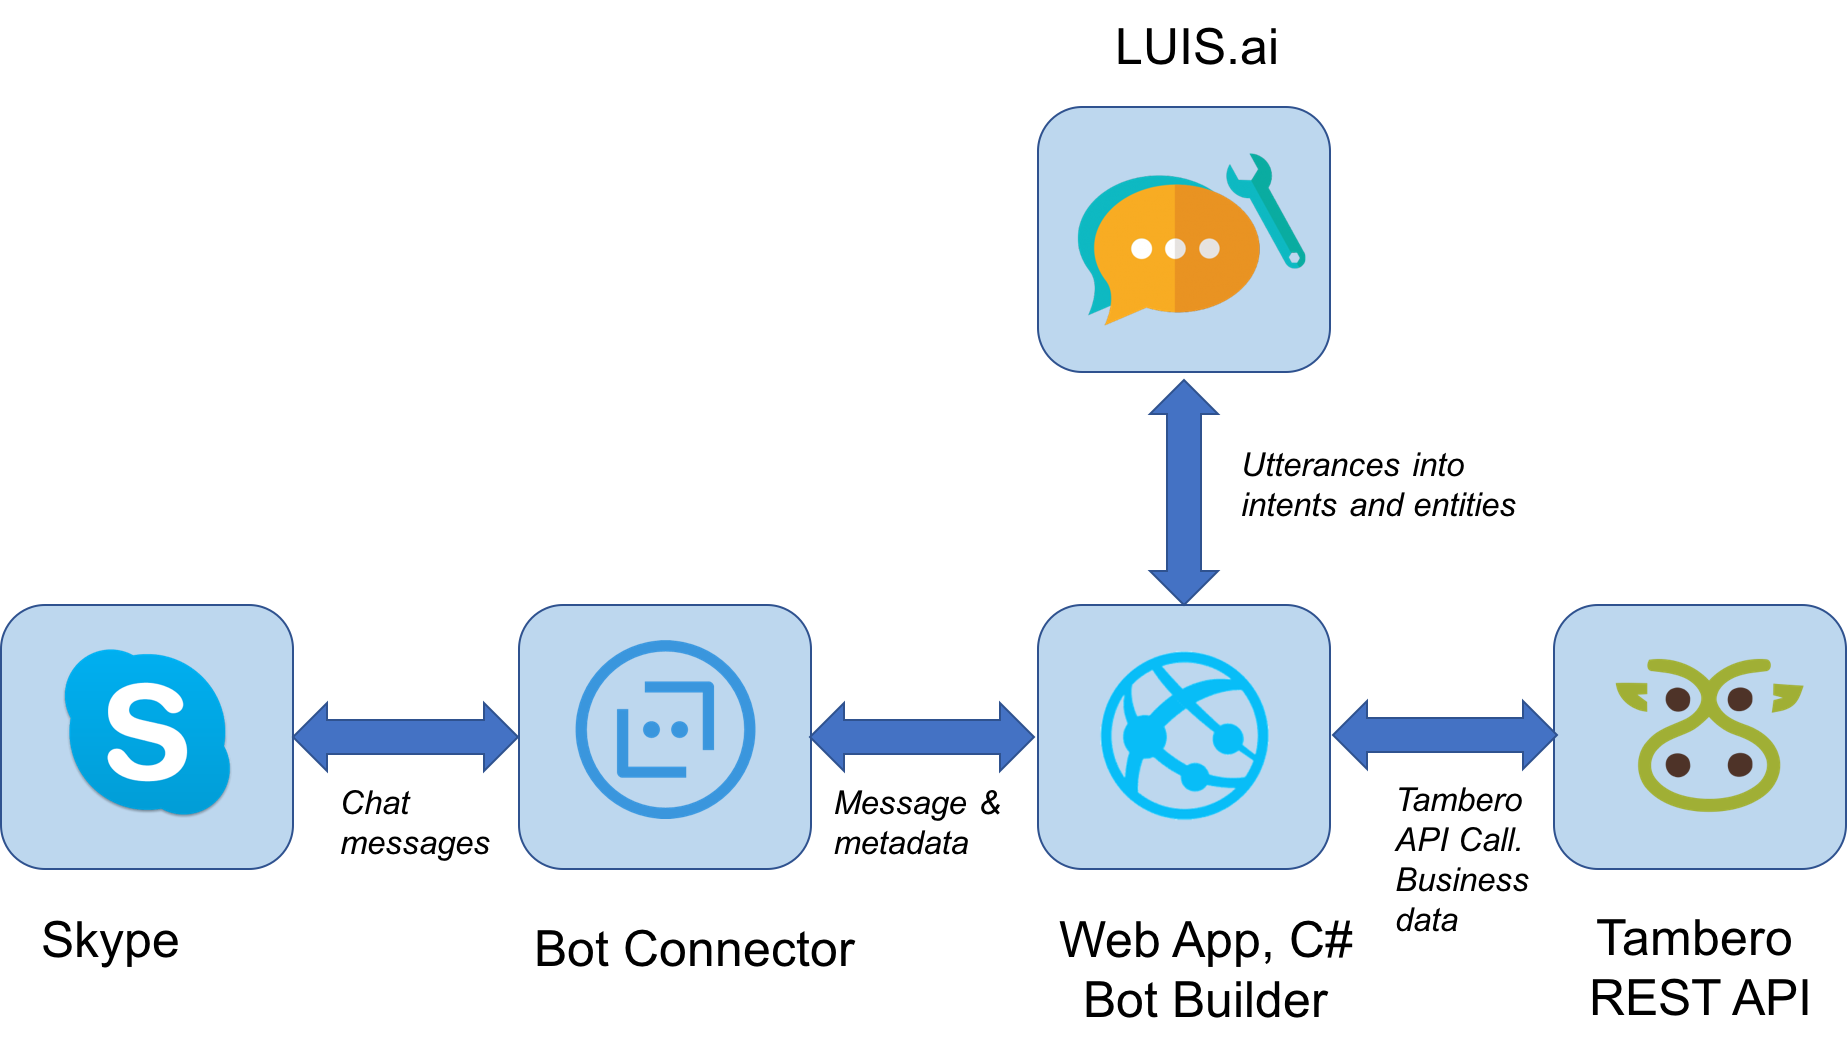 LUIS.ai
Utterances into
intents and entities
S
Chat
messages
Message &
metadata
Tambero
API Call.
Business
data
Skype
Bot Connector
Web App, C#
Bot Builder
Tambero
REST API